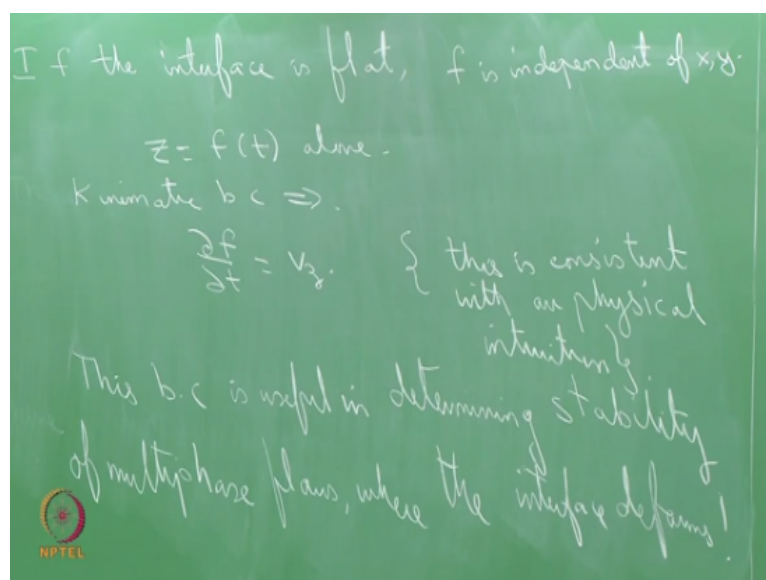 If the interface is flat, f is independent of x, y.
z = f(t) alone.
Kinematic b c ⇒.
∂f/∂t = v_z. { this is consistent
with our physical
intuition }
This b.c is useful in determining stability
of multiphase flows, where the interface deforms!
NPTEL